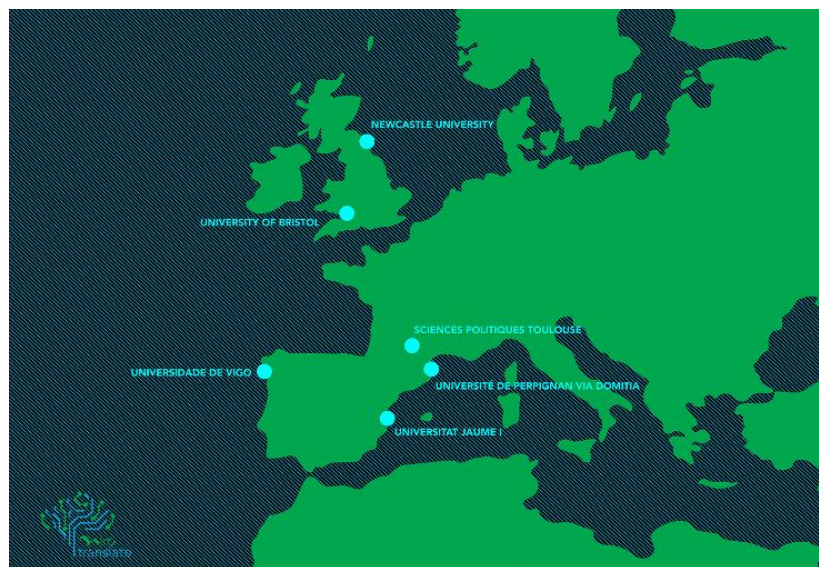 NEWCASTLE UNIVERSITY
UNIVERSITY OF BRISTOL
SCIENCES POLITIQUES TOULOUSE
UNIVERSIDADE DE VIGO
UNIVERSITÉ DE PERPIGNAN VIA DOMITIA
UNIVERSITAT JAUME I
translate